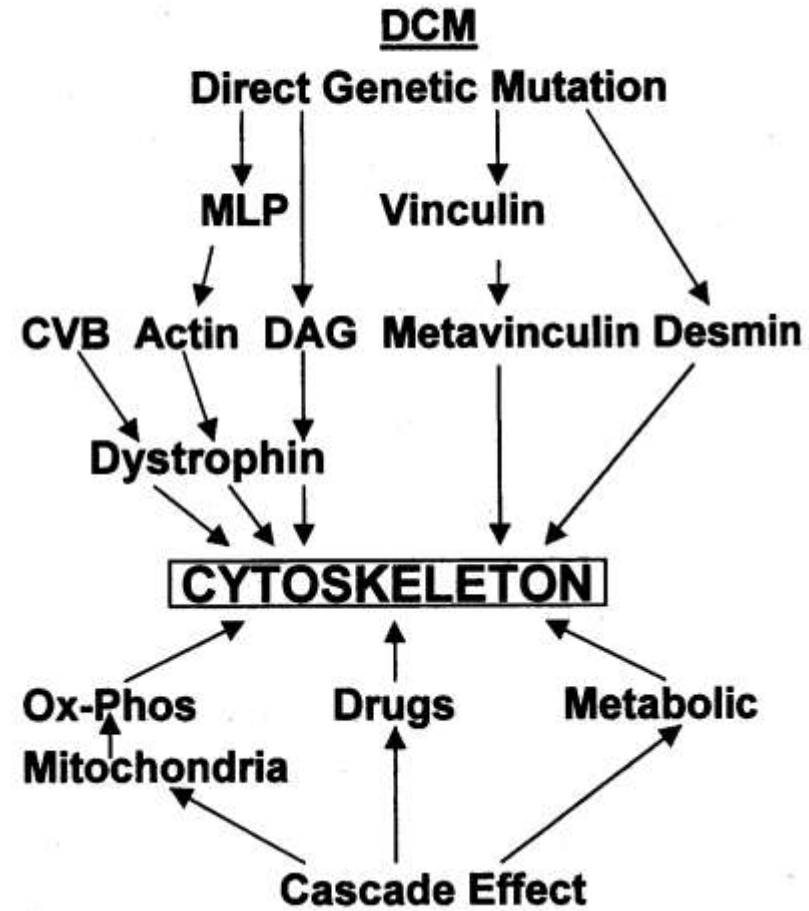 DCM
Direct Genetic Mutation
MLP Vinculin
CVB Actin DAG Metavinculin Desmin
Dystrophin
CYTOSKELETON
Ox-Phos Drugs Metabolic
Mitochondria
Cascade Effect